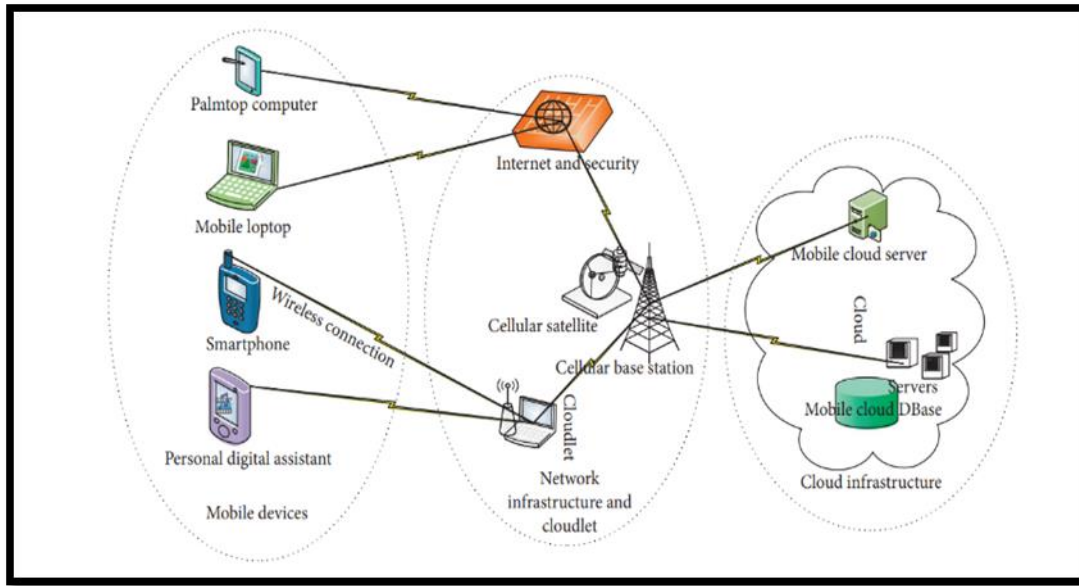 Palmtop computer
Mobile loptop
Smartphone
Wireless connection
Personal digital assistant
Mobile devices
Internet and security
Cellular satellite
Cellular base station
Cloudlet
Network
infrastructure and
cloudlet
Mobile cloud server
Cloud
Servers
Mobile cloud DBase
Cloud infrastructure